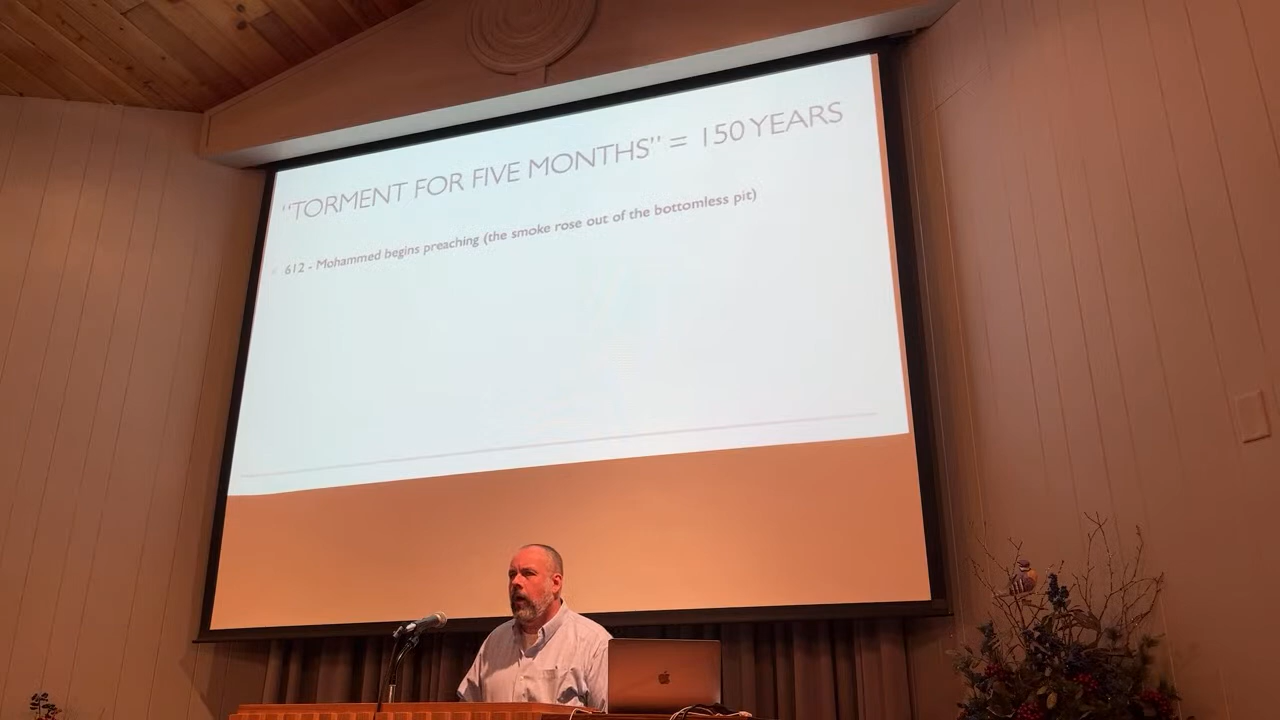 “TORMENT FOR FIVE MONTHS” = 150 YEARS
612 - Mohammed begins preaching (the smoke rose out of the bottomless pit)